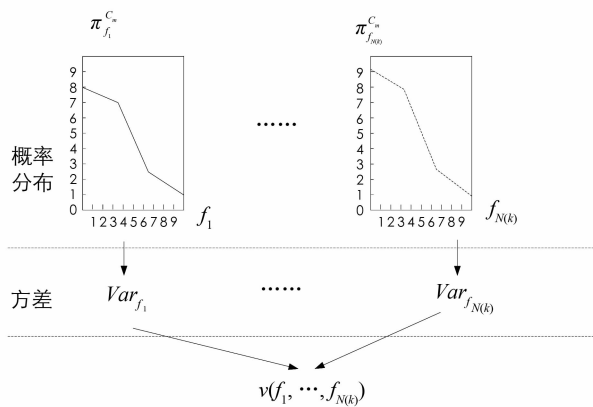 π_{f_1}^{C_m}
π_{f_{N(k)}}^{C_m}
9
8
7
6
5
4
3
2
1
0
1 2 3 4 5 6 7 8 9
f_1
……
9
8
7
6
5
4
3
2
1
0
1 2 3 4 5 6 7 8 9
f_{N(k)}
概率
分布
方差
Var_{f_1}
……
Var_{f_{N(k)}}
v(f_1, ⋯, f_{N(k)})